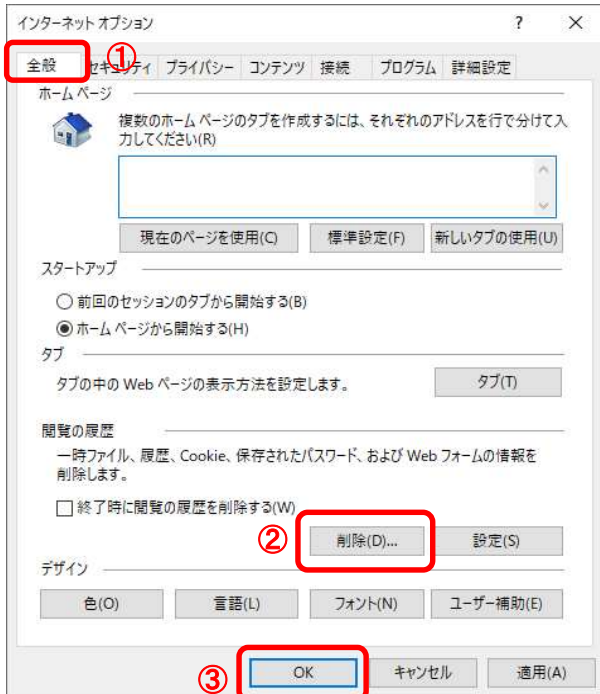 インターネット オプション ? ×
① 
全般 セキュリティ プライバシー コンテンツ 接続 プログラム 詳細設定
ホーム ページ
複数のホーム ページのタブを作成するには、それぞれのアドレスを行で分けて入
力してください(R)
現在のページを使用(C) 標準設定(F) 新しいタブの使用(U)
スタートアップ
前回のセッションのタブから開始する(B)
ホーム ページから開始する(H)
タブ
タブの中の Web ページの表示方法を設定します。 タブ(T)
閲覧の履歴
一時ファイル、履歴、Cookie、保存されたパスワード、および Web フォームの情報を
削除します。
終了時に閲覧の履歴を削除する(W)
② 削除(D)... 設定(S)
デザイン
色(O) 言語(L) フォント(N) ユーザー補助(E)
③ OK キャンセル 適用(A)